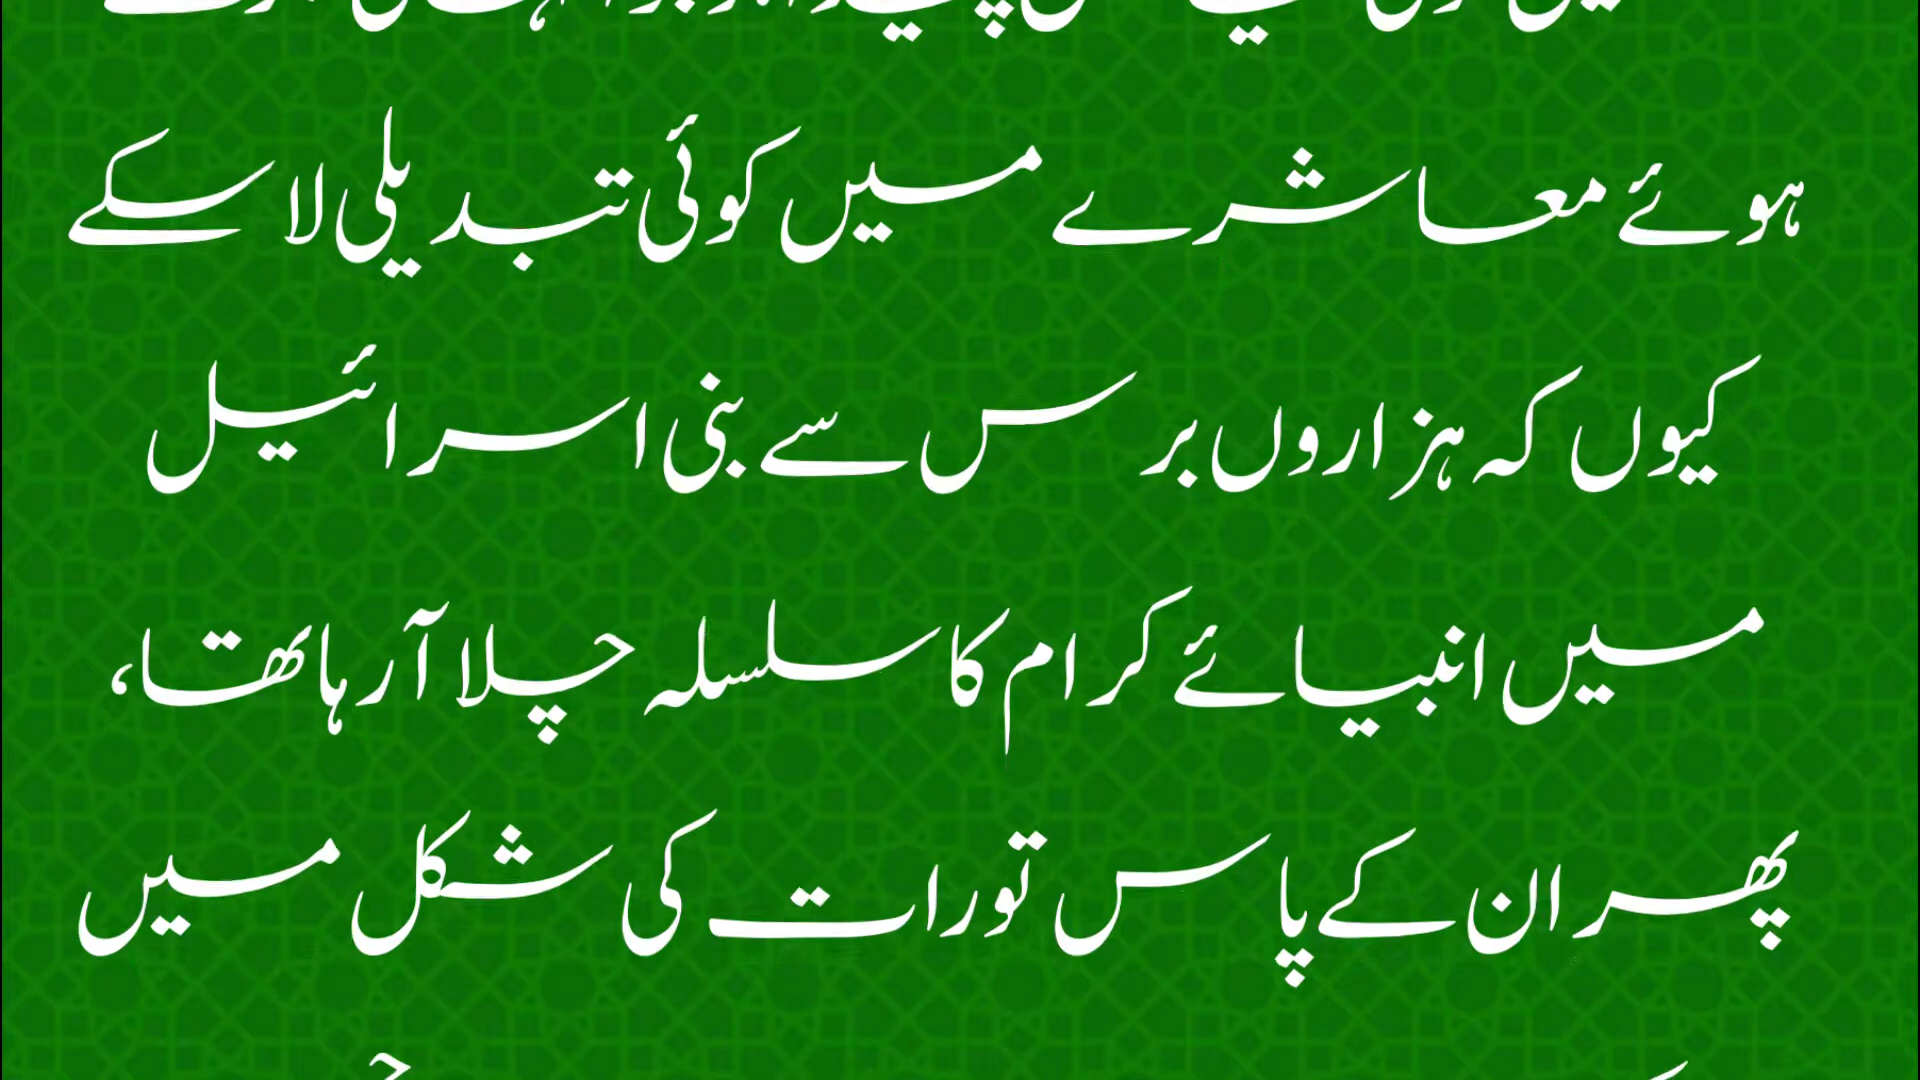 ہوئے معاشرے میں کوئی تبدیلی لا سکے
کیوں کہ ہزاروں برس سے بنی اسرائیل
میں انبیائے کرام کا سلسلہ چلا آ رہا تھا،
پھر ان کے پاس تورات کی شکل میں